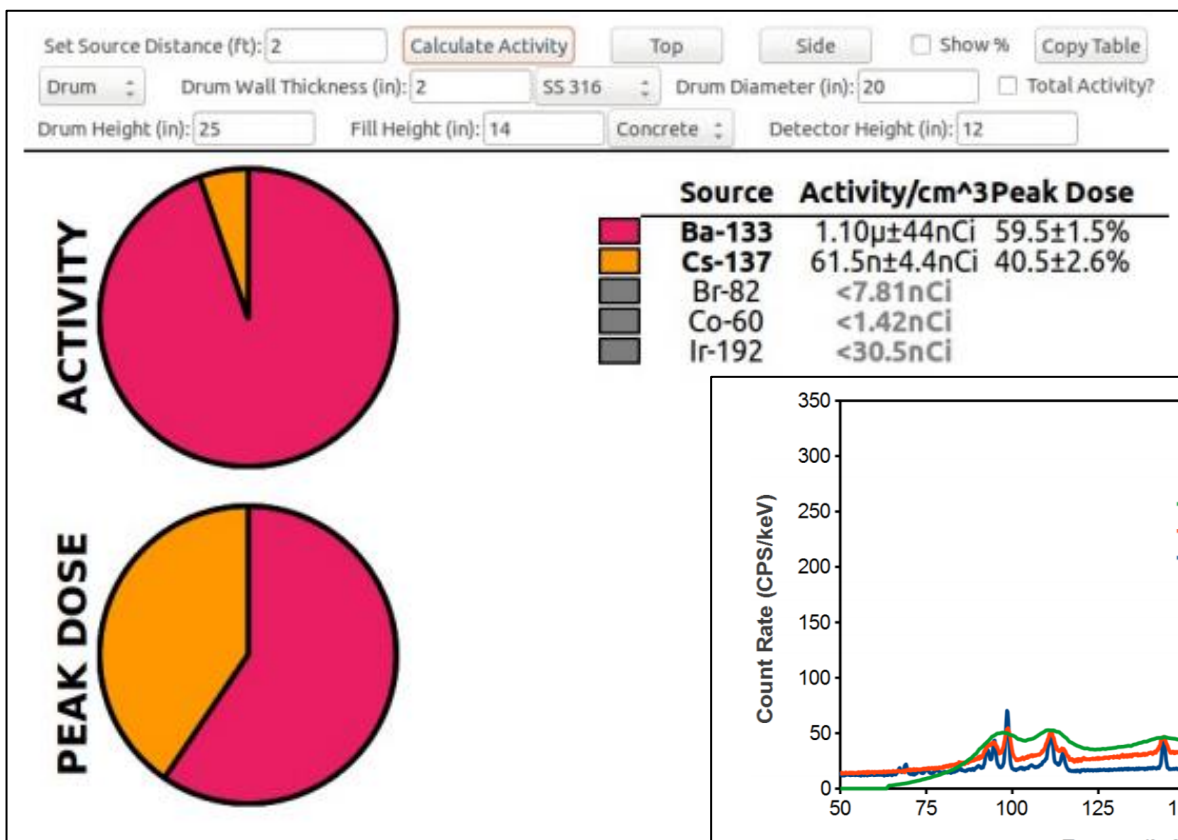 Set Source Distance (ft): 2 Calculate Activity Top Side Show % Copy Table
Drum Drum Wall Thickness (in): 2 SS 316 Drum Diameter (in): 20 Total Activity?
Drum Height (in): 25 Fill Height (in): 14 Concrete Detector Height (in): 12
ACTIVITY
Source Activity/cm^3 Peak Dose
Ba-133 1.10µ±44nCi 59.5±1.5%
Cs-137 61.5n±4.4nCi 40.5±2.6%
Br-82 <7.81nCi
Co-60 <1.42nCi
Ir-192 <30.5nCi
PEAK DOSE
Count Rate (CPS/keV)
350
300
250
200
150
100
50
0
50 75 100 125